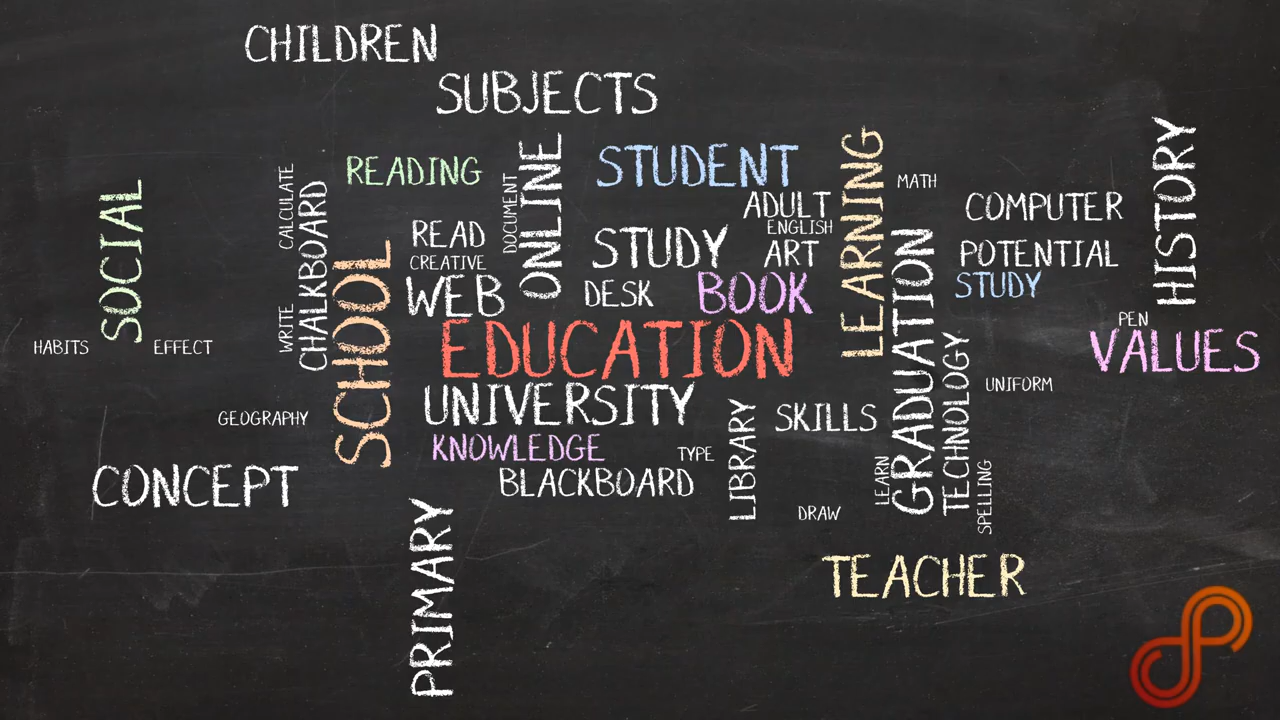 CHILDREN
SUBJECTS
HISTORY
ONLINE
LEARNING
STUDENT
READING
CALCULATE
DOCUMENT
MATH
SOCIAL
CHALKBOARD
ADULT
COMPUTER
ENGLISH
READ
STUDY
ART
POTENTIAL
CREATIVE
SCHOOL
GRADUATION
WEB
DESK
BOOK
STUDY
WRITE
PEN
EDUCATION
VALUES
HABITS
EFFECT
TECHNOLOGY
UNIFORM
UNIVERSITY
GEOGRAPHY
LIBRARY
SKILLS
KNOWLEDGE
TYPE
LEARN
SPELLING
CONCEPT
BLACKBOARD
DRAW
PRIMARY
TEACHER